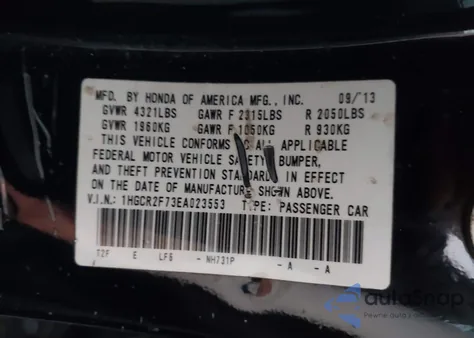 MFD. BY HONDA OF AMERICA MFG., INC. 09/13
GVWR 4321LBS GAWR F 2315LBS R 2050LBS
GVWR 1960KG GAWR F 1050KG R 930KG
THIS VEHICLE CONFORMS TO ALL APPLICABLE
FEDERAL MOTOR VEHICLE SAFETY, BUMPER,
AND THEFT PREVENTION STANDARDS IN EFFECT
ON THE DATE OF MANUFACTURE SHOWN ABOVE.
V.I.N.: 1HGCR2F73EA023553 TYPE: PASSENGER CAR
T2F E LF6 - NH731P - A - A
autoSnap
Pewne auto z